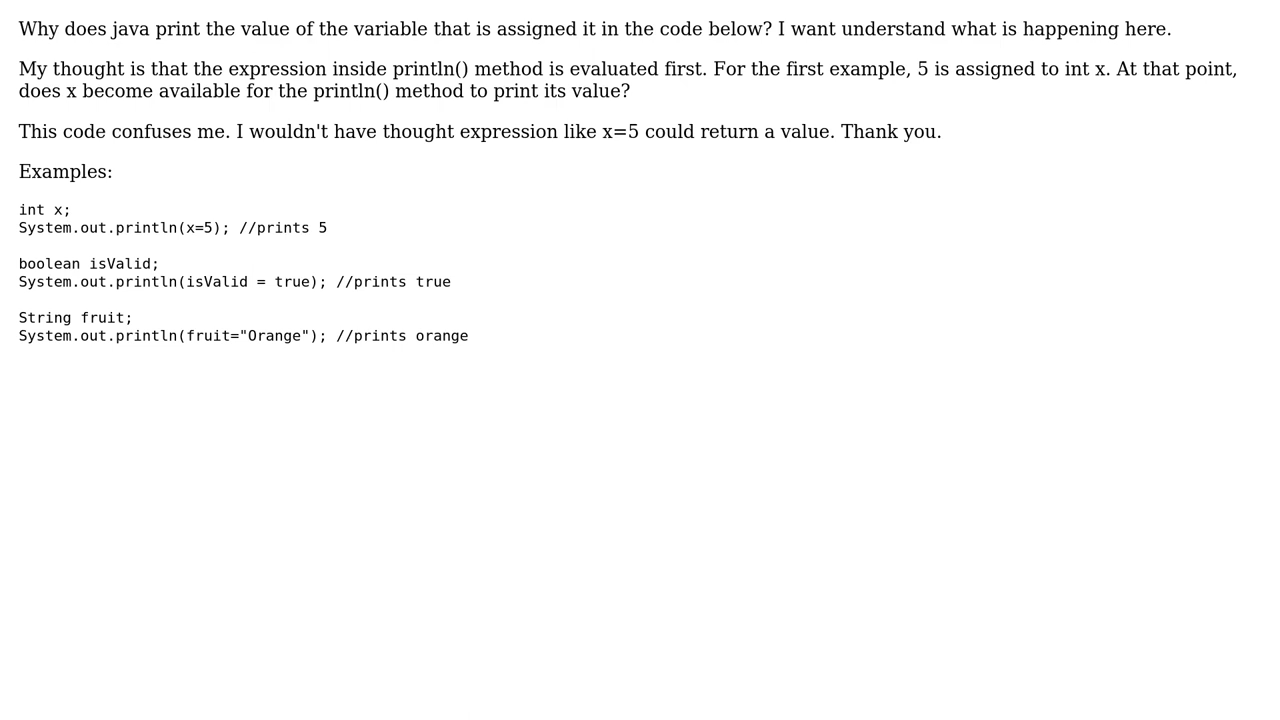 Why does java print the value of the variable that is assigned it in the code below? I want understand what is happening here.
My thought is that the expression inside println() method is evaluated first. For the first example, 5 is assigned to int x. At that point,
does x become available for the println() method to print its value?
This code confuses me. I wouldn't have thought expression like x=5 could return a value. Thank you.
Examples:
int x;
System.out.println(x=5); //prints 5
boolean isValid;
System.out.println(isValid = true); //prints true
String fruit;
System.out.println(fruit="Orange"); //prints orange